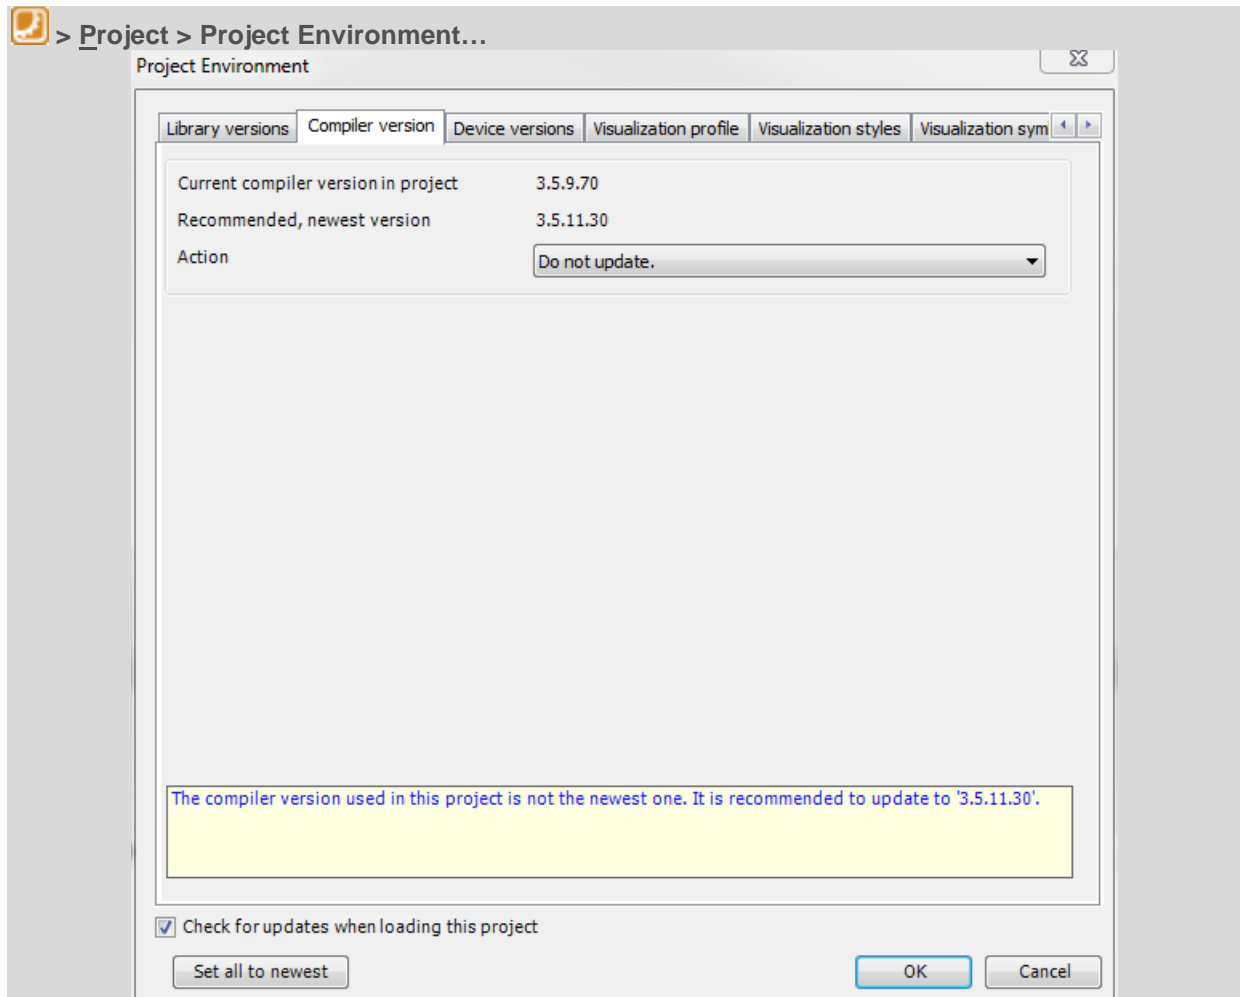 > Project > Project Environment…
Project Environment
Library versions Compiler version Device versions Visualization profile Visualization styles Visualization sym
Current compiler version in project 3.5.9.70
Recommended, newest version 3.5.11.30
Action Do not update.
The compiler version used in this project is not the newest one. It is recommended to update to '3.5.11.30'.
Check for updates when loading this project
Set all to newest OK Cancel